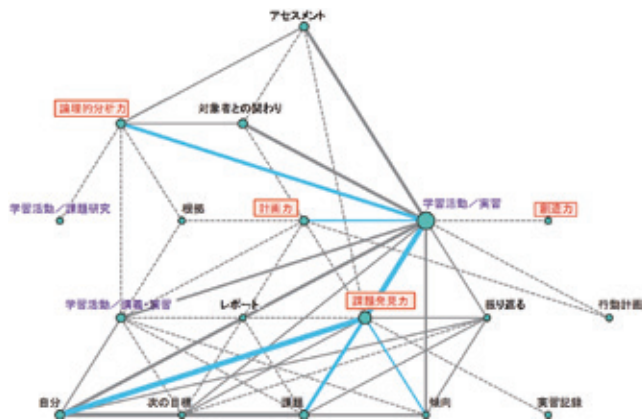 アセスメント
論理的分析力
対象者との関わり
学習活動／課題研究
根拠
計画力
学習活動／実習
創造力
学習活動／講義・演習
レポート
課題発見力
振り返る
行動計画
自分
次の目標
課題
傾向
実習記録